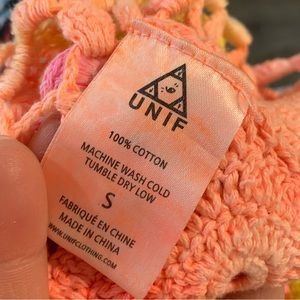 UNIF
100% COTTON
MACHINE WASH COLD
TUMBLE DRY LOW
S
FABRIQUÉ EN CHINE
MADE IN CHINA
WWW.UNIFCLOTHING.COM